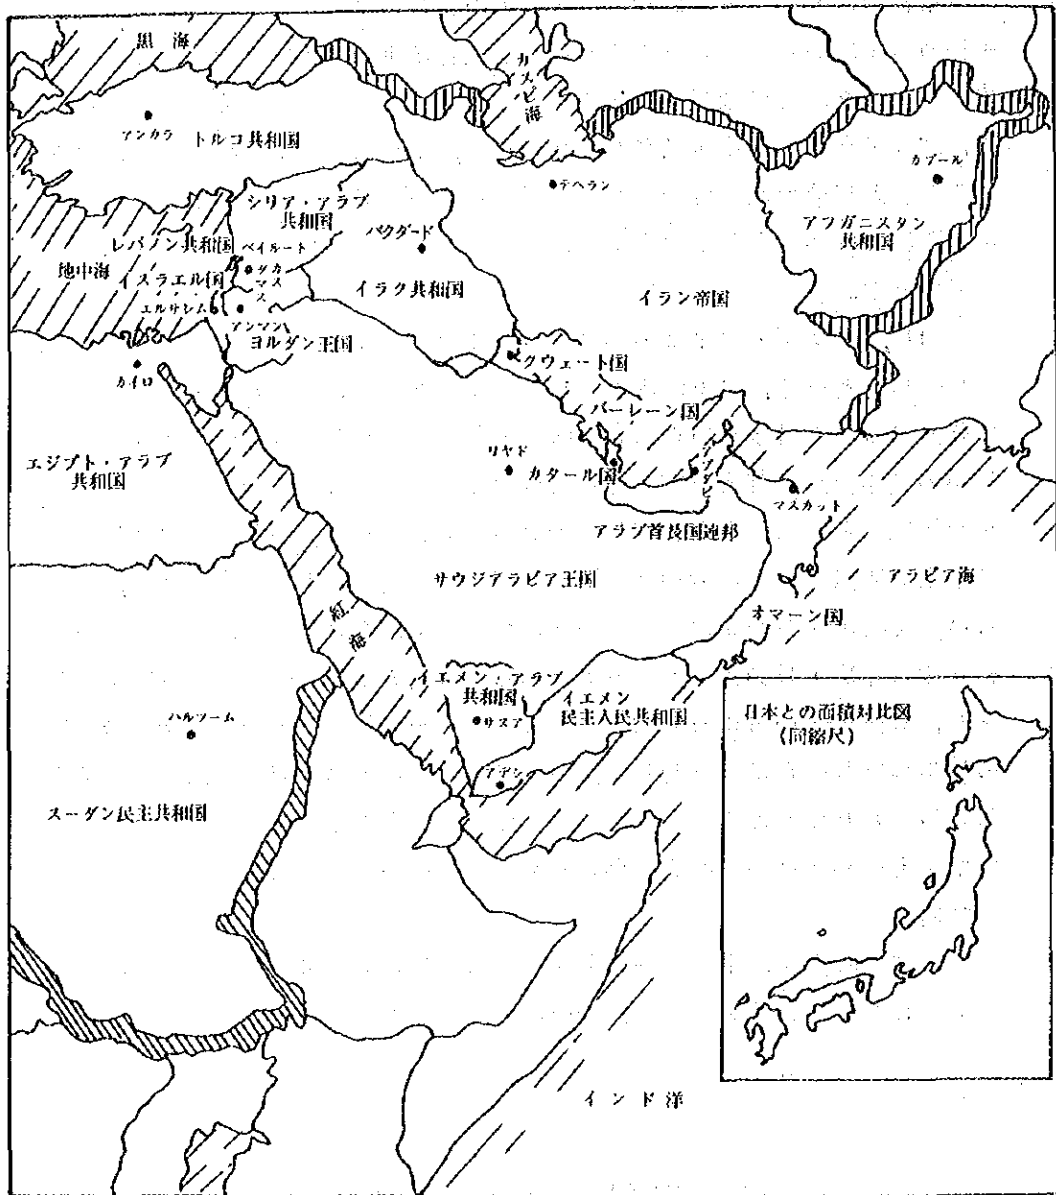 黒海
カスピ海
アンカラ
トルコ共和国
テヘラン
カブール
シリア・アラブ
共和国
バクダード
アフガニスタン
共和国
レバノン共和国
ベイルート
地中海
イスラエル国
ダカマスス
イラク共和国
イラン帝国
エルサレム
アンマン
ヨルダン王国
クウェート国
カイロ
バーレーン国
エジプト・アラブ
共和国
リヤド
カタール国
アブダビ
マスカット
アラブ首長国連邦
サウジアラビア王国
アラビア海
紅海
オマーン国
イエメン・アラブ
共和国
サヌア
イエメン
民主人民共和国
ハルツーム
アデン
スーダン民主共和国
日本との面積対比図
(同縮尺)
インド洋